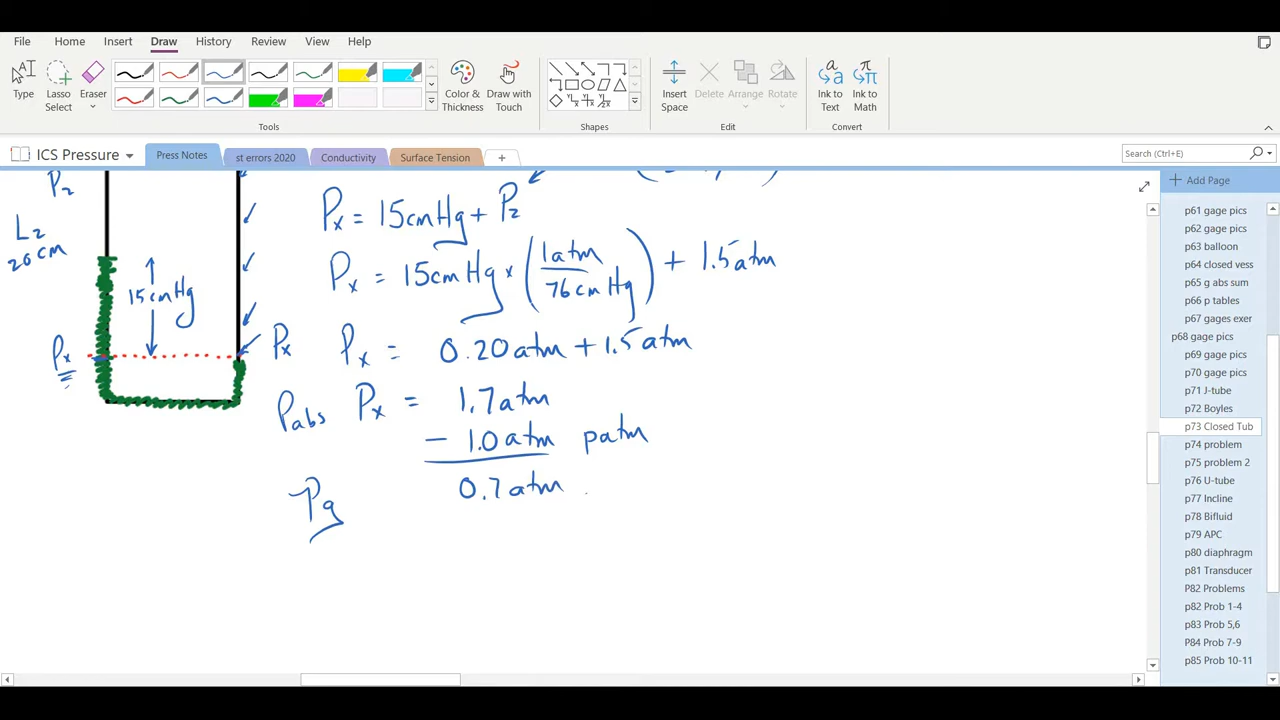 File Home Insert Draw History Review View Help
Type
Lasso Select
Eraser
Color & Thickness
Draw with Touch
Insert Space
Delete
Arrange
Rotate
Ink to Text
Ink to Math
Tools
Shapes
Edit
Convert
ICS Pressure
Press Notes
st errors 2020
Conductivity
Surface Tension
Search (Ctrl+E)
P2
L2
20cm
15cmHg
Px
Px
Px = 15cmHg + P2
Px = 15cmHg × (1atm / 76cmHg) + 1.5atm
Px = 0.20atm + 1.5atm
Pabs Px = 1.7atm
− 1.0atm patm
Pg 0.7atm
Add Page
p61 gage pics
p62 gage pics
p63 balloon
p64 closed vess
p65 g abs sum
p66 p tables
p67 gages exer
p68 gage pics
p69 gage pics
p70 gage pics
p71 J-tube
p72 Boyles
p73 Closed Tub
p74 problem
p75 problem 2
p76 U-tube
p77 Incline
p78 Bifluid
p79 APC
p80 diaphragm
p81 Transducer
P82 Problems
p82 Prob 1-4
p83 Prob 5,6
P84 Prob 7-9
p85 Prob 10-11